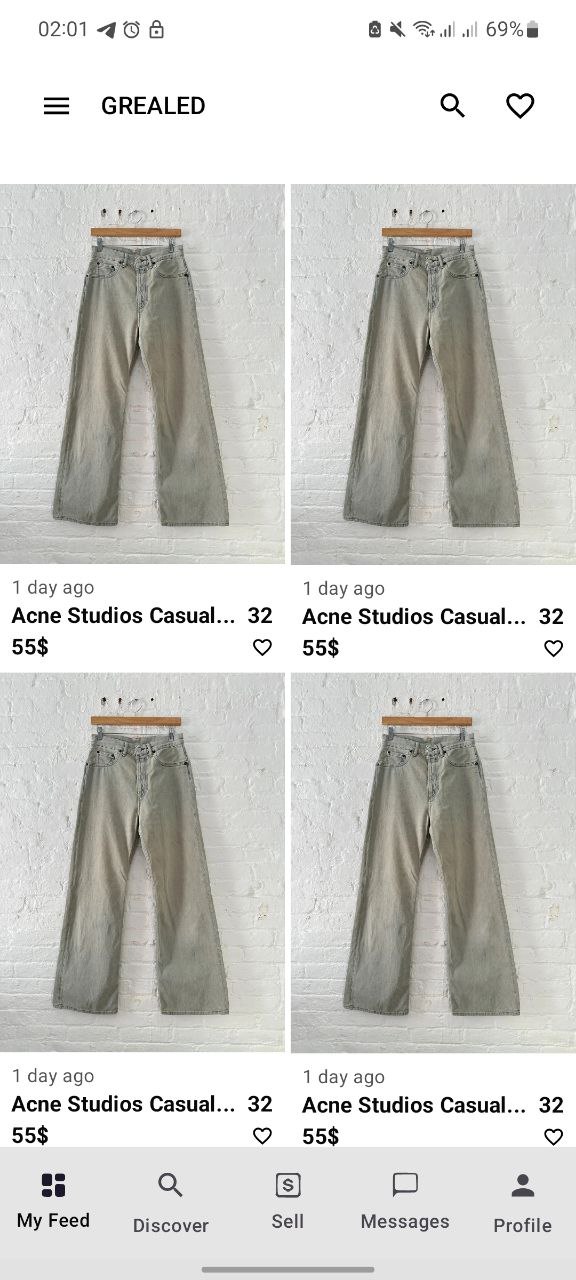 02:01 69%
GREALED
1 day ago 1 day ago
Acne Studios Casual... 32 Acne Studios Casual... 32
55$ 55$
1 day ago 1 day ago
Acne Studios Casual... 32 Acne Studios Casual... 32
55$ 55$
My Feed Discover Sell Messages Profile